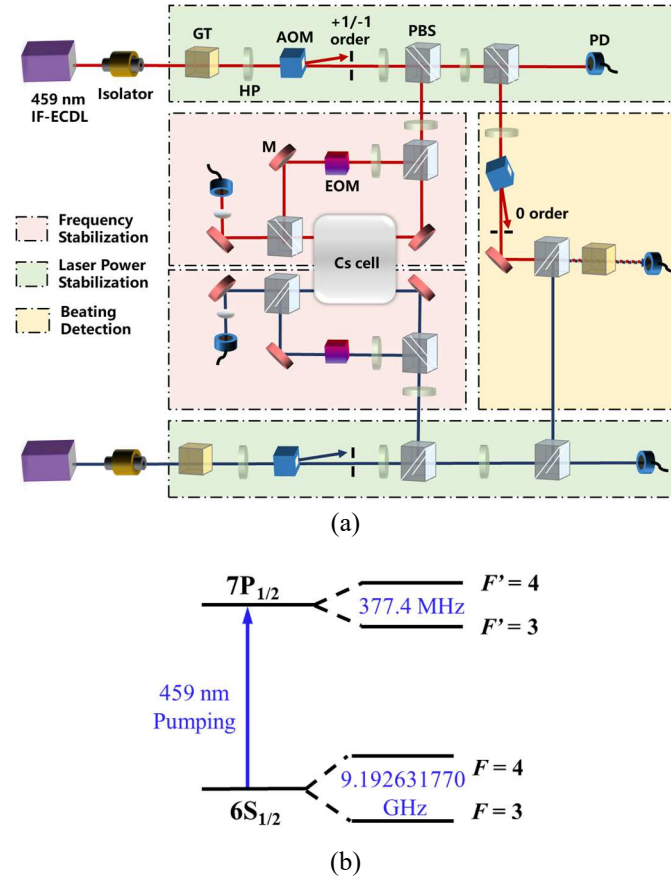 +1/-1
order
GT
AOM
PBS
PD
Isolator
HP
459 nm
IF-ECDL
M
EOM
0 order
Frequency
Stabilization
Laser Power
Stabilization
Beating
Detection
Cs cell
(a)
7P1/2
F' = 4
377.4 MHz
F' = 3
459 nm
Pumping
6S1/2
F = 4
9.192631770
GHz
F = 3
(b)